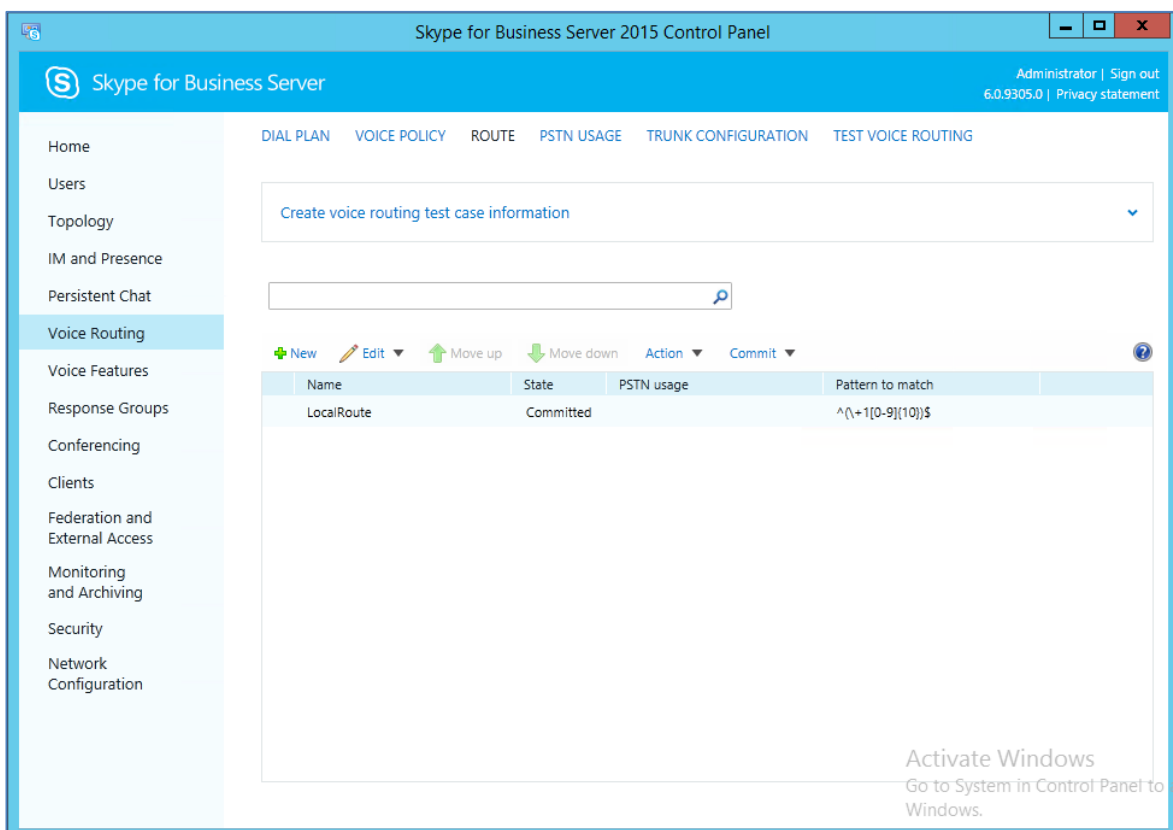 Skype for Business Server 2015 Control Panel
Skype for Business Server
Administrator | Sign out
6.0.9305.0 | Privacy statement
Home
Users
Topology
IM and Presence
Persistent Chat
Voice Routing
Voice Features
Response Groups
Conferencing
Clients
Federation and
External Access
Monitoring
and Archiving
Security
Network
Configuration
DIAL PLAN VOICE POLICY ROUTE PSTN USAGE TRUNK CONFIGURATION TEST VOICE ROUTING
Create voice routing test case information
New Edit Move up Move down Action Commit
Name State PSTN usage Pattern to match
LocalRoute Committed ^(\+1[0-9]{10})$
Activate Windows
Go to System in Control Panel to
Windows.